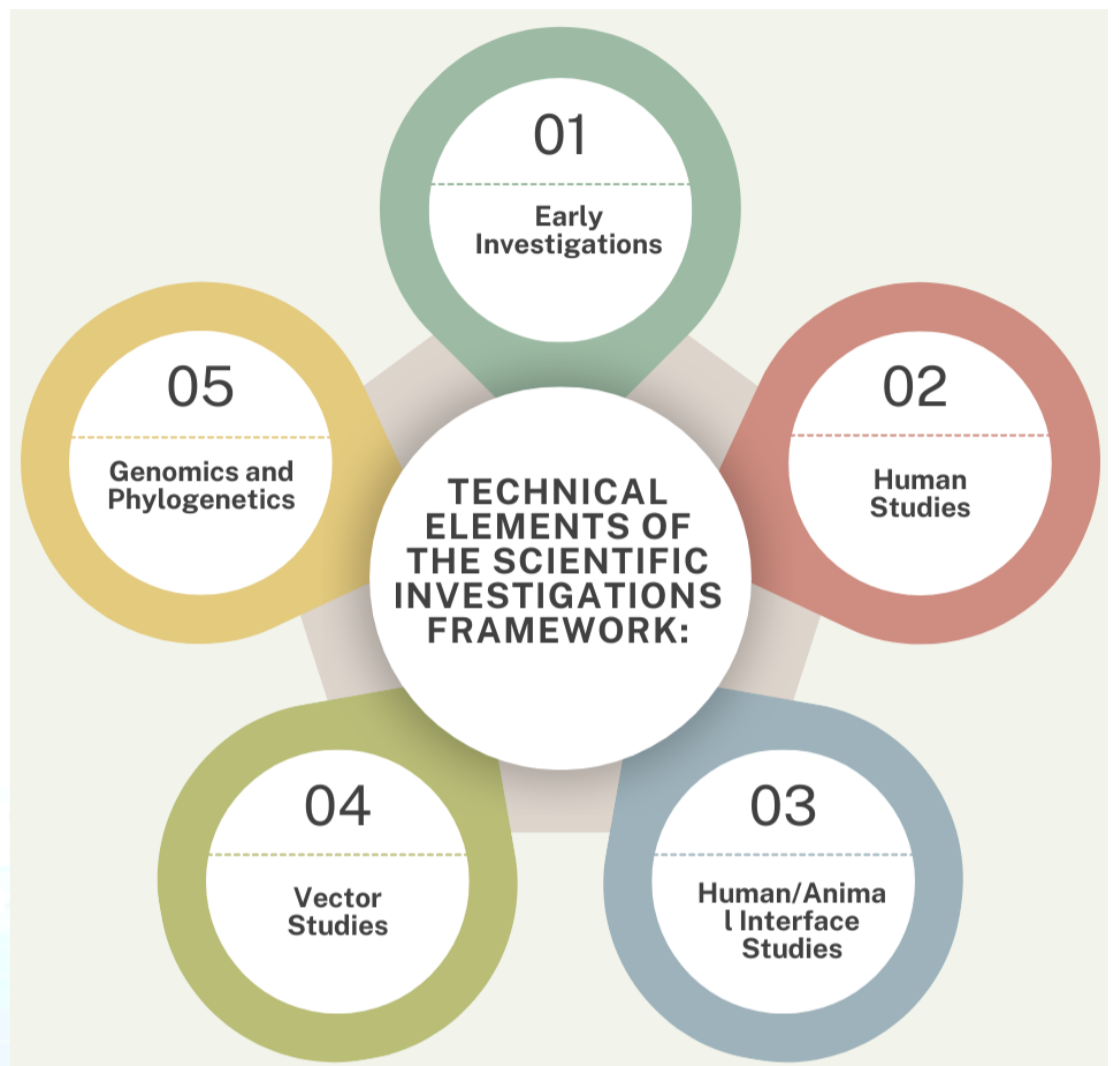 01
Early
Investigations
02
Human
Studies
03
Human/Anima
l Interface
Studies
04
Vector
Studies
05
Genomics and
Phylogenetics
TECHNICAL
ELEMENTS OF
THE SCIENTIFIC
INVESTIGATIONS
FRAMEWORK: